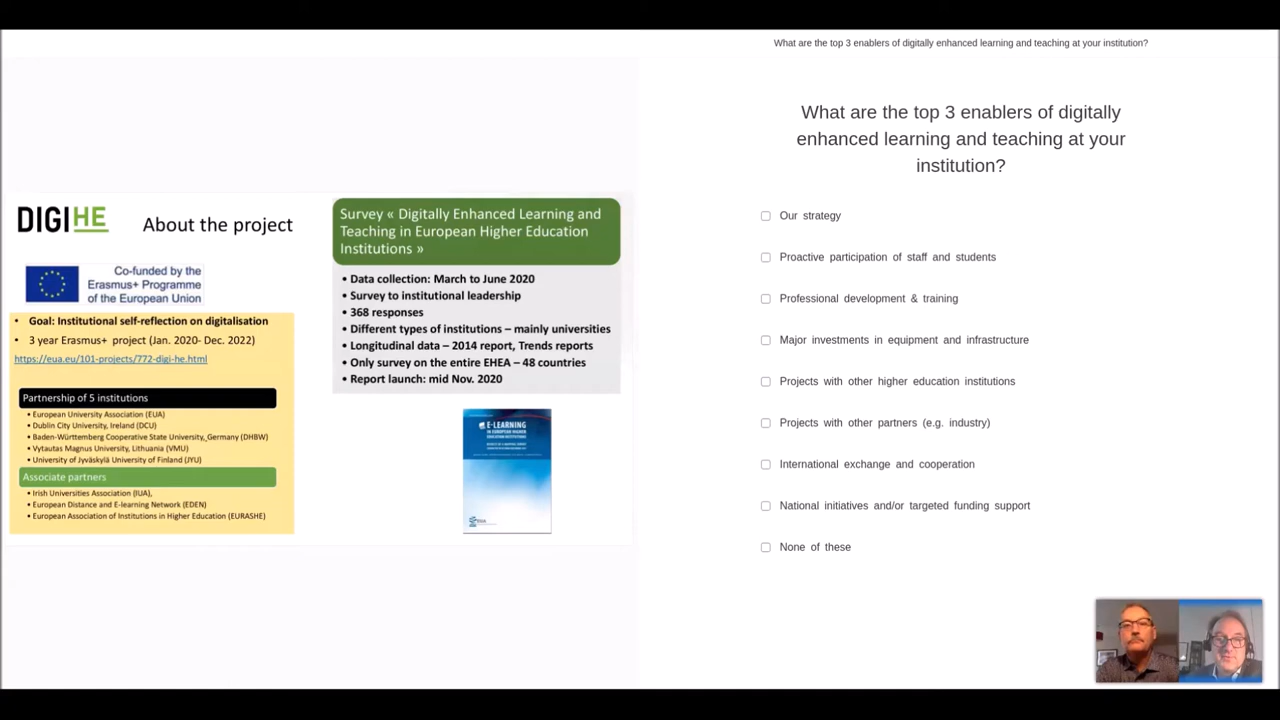 What are the top 3 enablers of digitally enhanced learning and teaching at your institution?
DIGIHE
About the project
Co-funded by the
Erasmus+ Programme
of the European Union
• Goal: Institutional self-reflection on digitalisation
• 3 year Erasmus+ project (Jan. 2020- Dec. 2022)
https://eua.eu/101-projects/772-digi-he.html
Partnership of 5 institutions
• European University Association (EUA)
• Dublin City University, Ireland (DCU)
• Baden-Württemberg Cooperative State University, Germany (DHBW)
• Vytautas Magnus University, Lithuania (VMU)
• University of Jyväskylä University of Finland (JYU)
Associate partners
• Irish Universities Association (IUA),
• European Distance and E-learning Network (EDEN)
• European Association of Institutions in Higher Education (EURASHE)
Survey « Digitally Enhanced Learning and
Teaching in European Higher Education
Institutions »
• Data collection: March to June 2020
• Survey to institutional leadership
• 368 responses
• Different types of institutions – mainly universities
• Longitudinal data – 2014 report, Trends reports
• Only survey on the entire EHEA – 48 countries
• Report launch: mid Nov. 2020
E-LEARNING
IN EUROPEAN HIGHER
EDUCATION INSTITUTIONS
What are the top 3 enablers of digitally
enhanced learning and teaching at your
institution?
Our strategy
Proactive participation of staff and students
Professional development & training
Major investments in equipment and infrastructure
Projects with other higher education institutions
Projects with other partners (e.g. industry)
International exchange and cooperation
National initiatives and/or targeted funding support
None of these